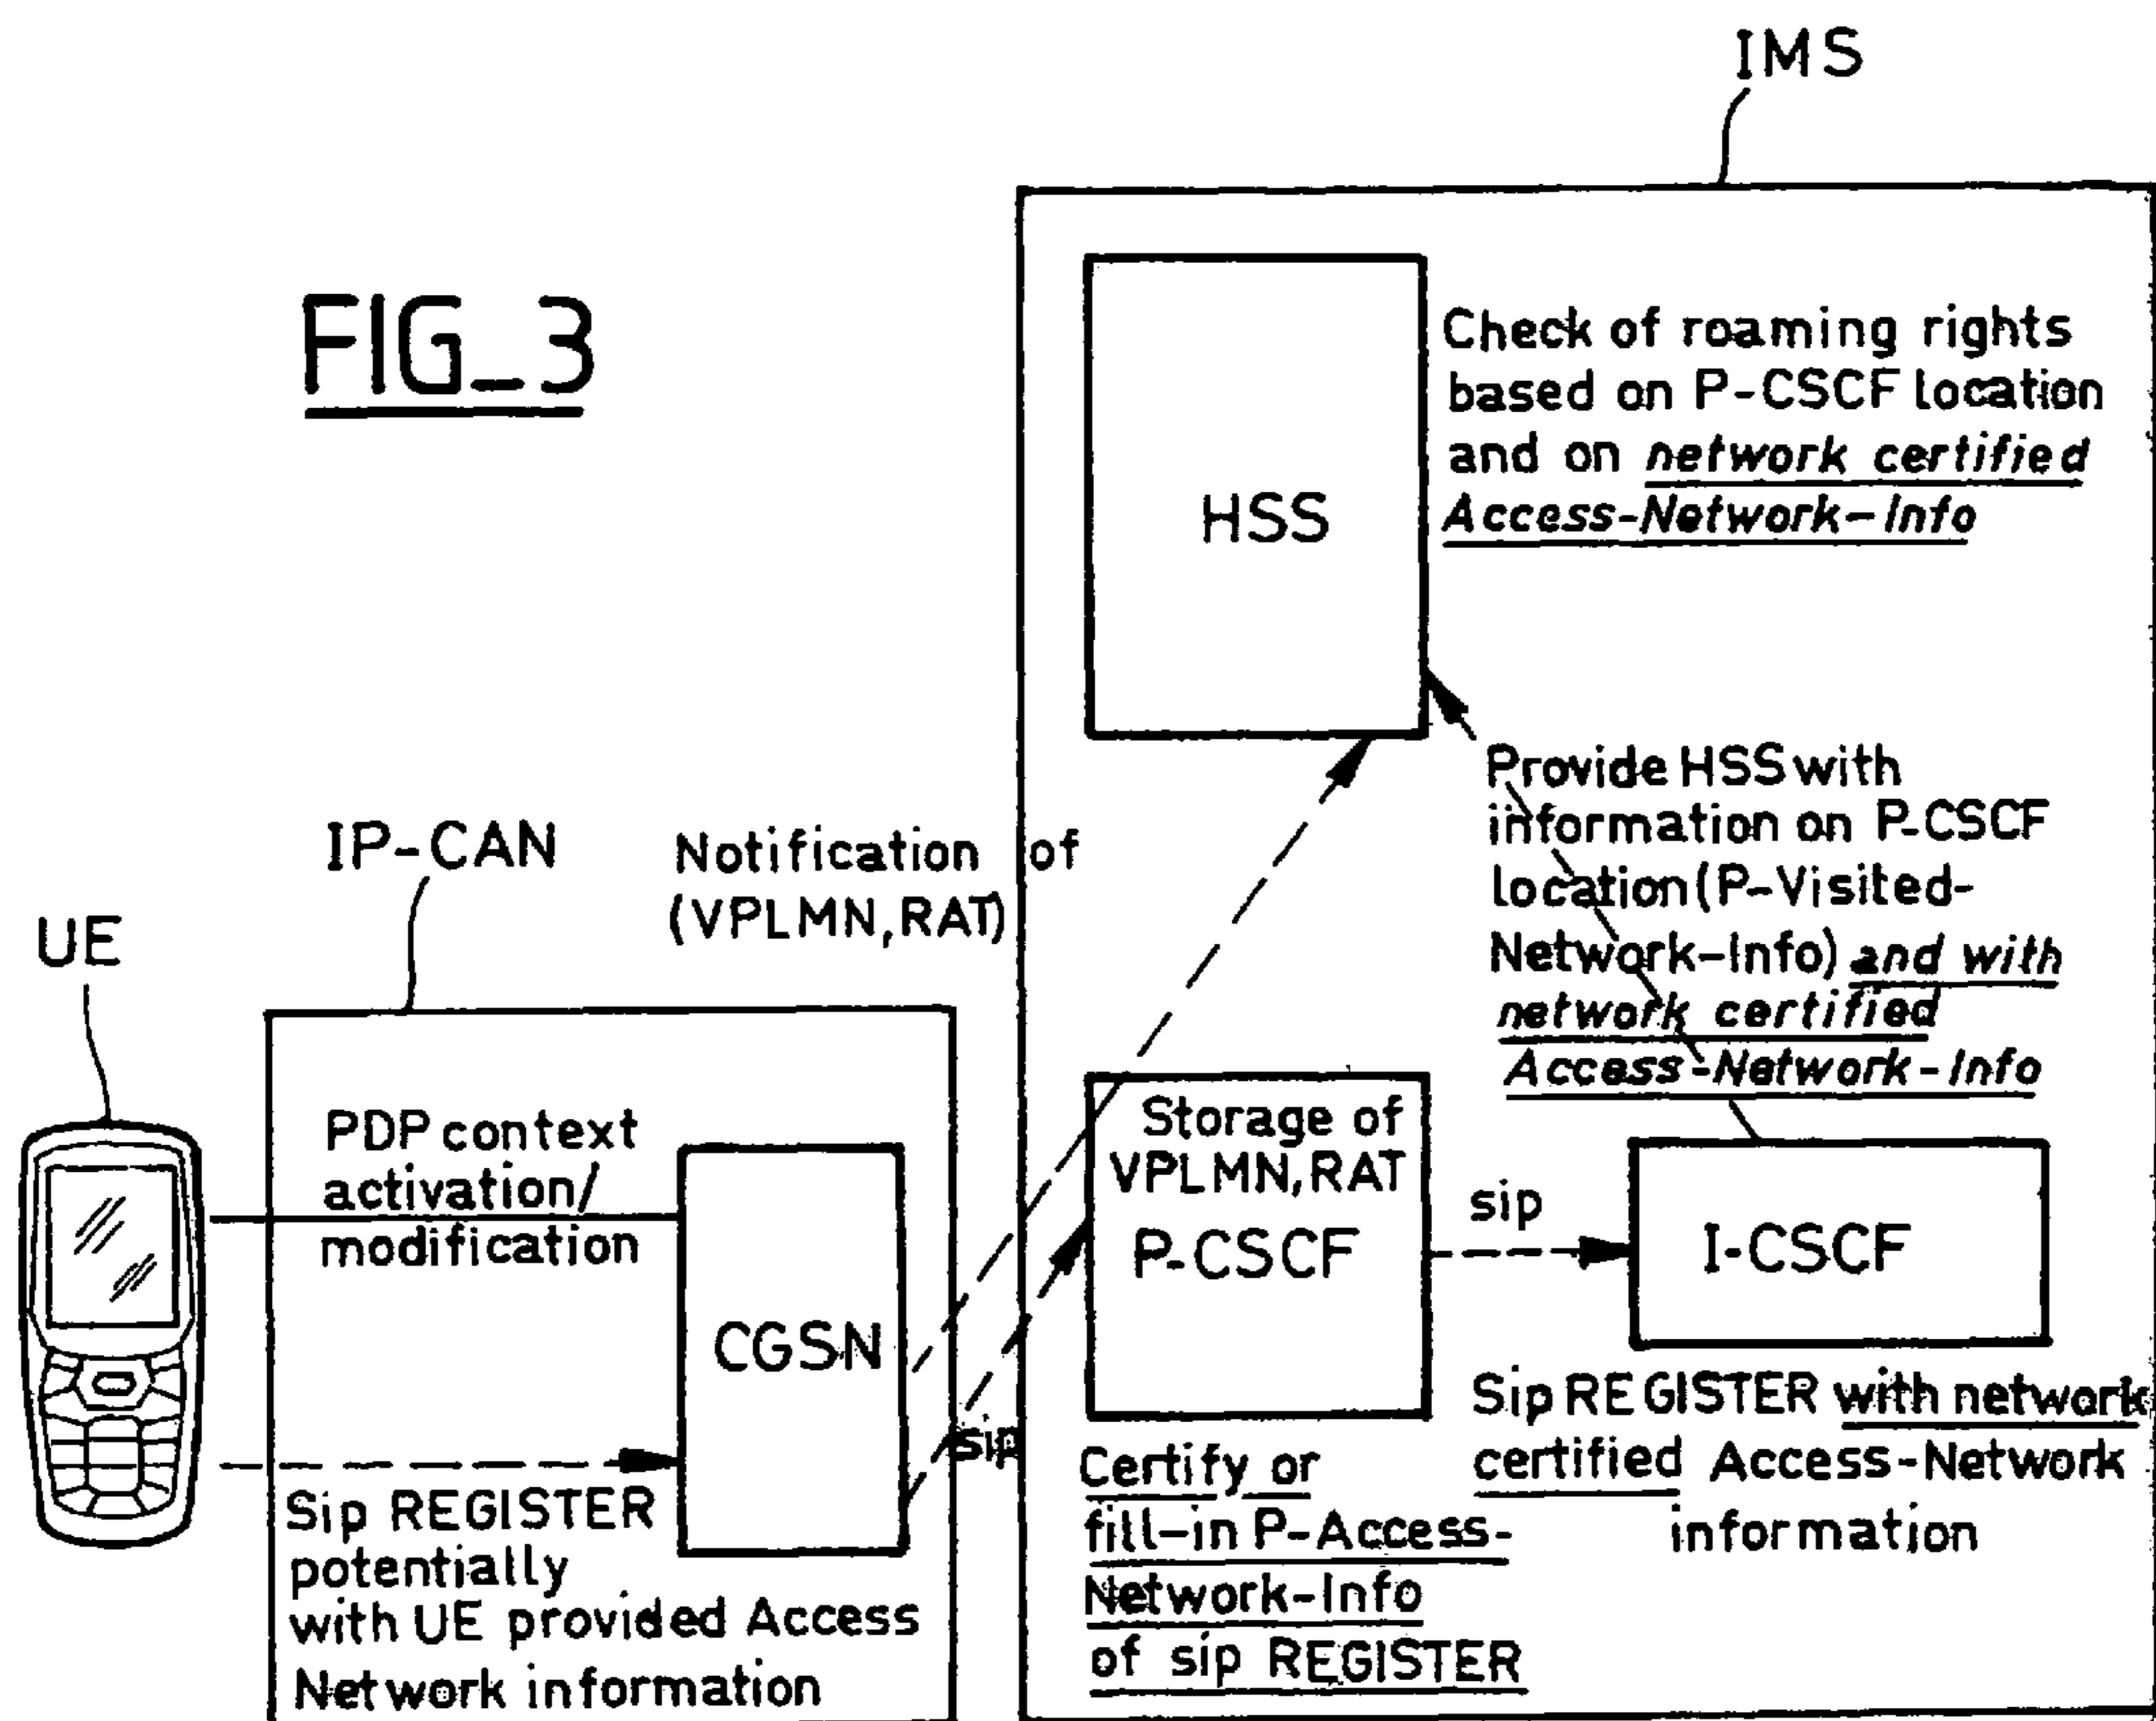 IMS
FIG_3
HSS
Check of roaming rights
based on P-CSCF location
and on network certified
Access-Network-Info
Provide HSS with
information on P-CSCF
location (P-Visited-
Network-Info) and with
network certified
Access-Network-Info
IP-CAN
Notification of
(VPLMN, RAT)
UE
PDP context
activation/
modification
CGSN
Storage of
VPLMN, RAT
P-CSCF
sip
I-CSCF
sip
Sip REGISTER
potentially
with UE provided Access
Network information
Certify or
fill-in P-Access-
Network-Info
of sip REGISTER
Sip REGISTER with network
certified Access-Network
information